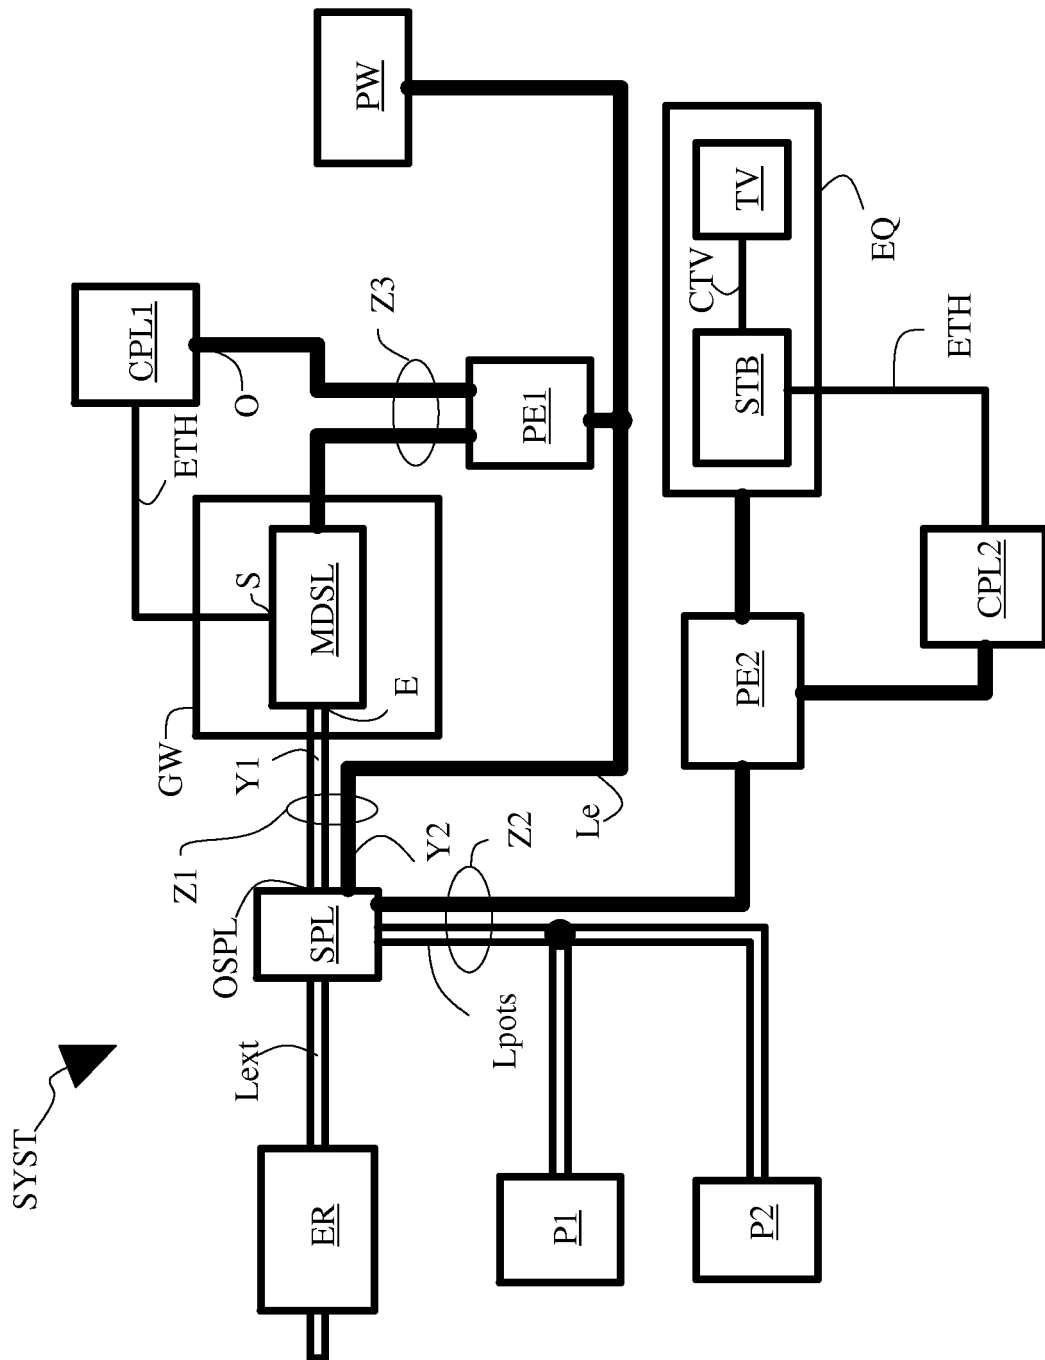 SYST
ER
Lext
OSPL
SPL
Z1
GW
Y1
E
MDSL
S
ETH
CPL1
O
Z3
PE1
PW
Y2
Le
Z2
Lpots
P1
P2
PE2
CPL2
ETH
STB
CTV
TV
EQ